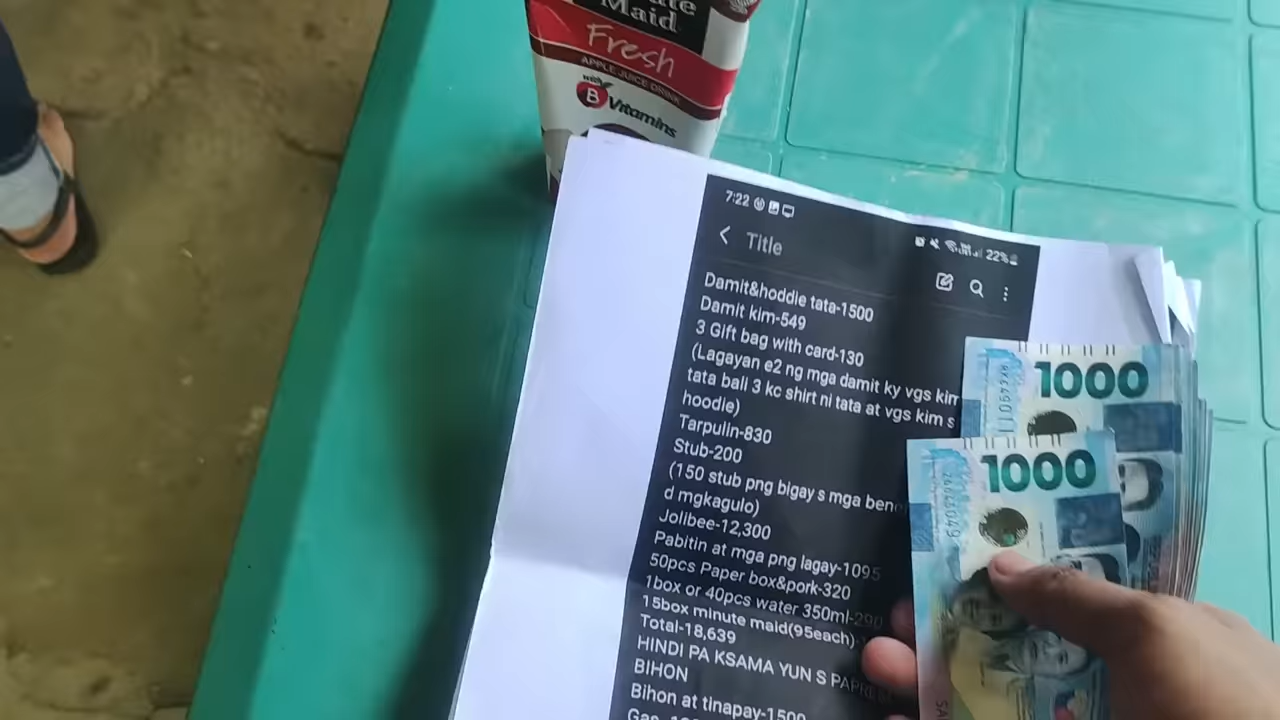 Maid
Fresh
APPLE JUICE DRINK
with
B Vitamins
7:22
22%
Title
Damit&hoddie tata-1500
Damit kim-549
3 Gift bag with card-130
(Lagayan e2 ng mga damit ky vgs kim
tata bali 3 kc shirt ni tata at vgs kim s
hoodie)
Tarpulin-830
Stub-200
(150 stub png bigay s mga
d mgkagulo)
Jolibee-12,300
Pabitin at mga png lagay-1095
50pcs Paper box&pork-320
1box or 40pcs water 350ml-290
15box minute maid(95each)
Total-18,639
HINDI PA KSAMA YUN S
BIHON
Bihon at tinapay-1500
1000
1000